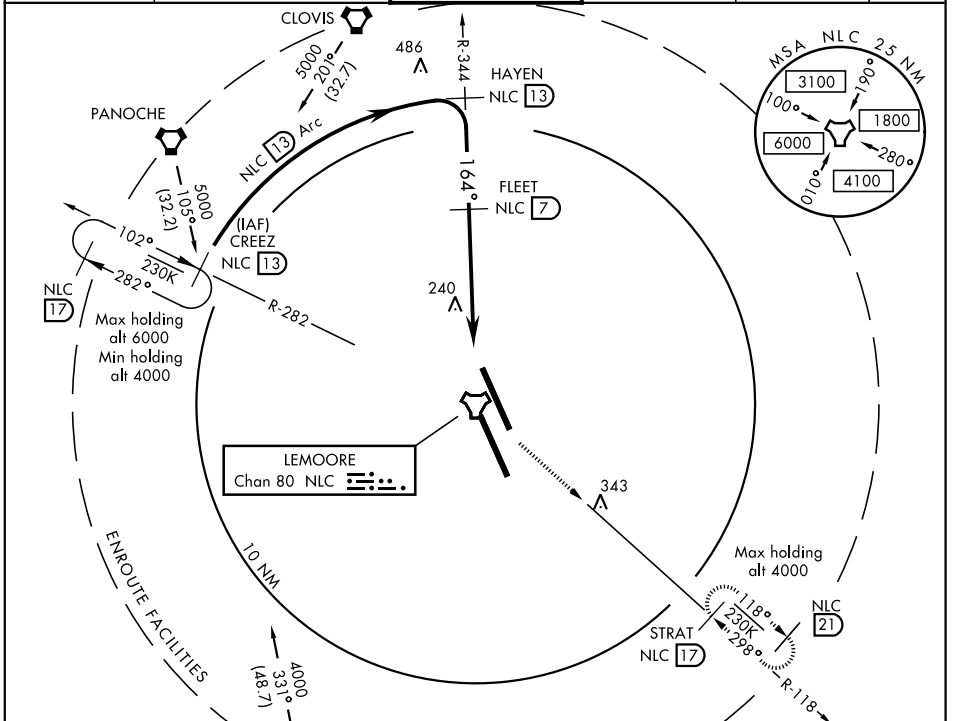 CLOVIS
5000
201°
(32.7)
486
R-344
HAYEN
NLC 13
MSA NLC 25 NM
3100
190°
100°
1800
6000
280°
4100
010°
PANOCHE
5000
105°
(32.2)
NLC 13 Arc
164°
FLEET
NLC 7
(IAF)
CREEZ
NLC 13
102°
230K
282°
NLC
17
R-282
Max holding
alt 6000
Min holding
alt 4000
240
LEMOORE
Chan 80 NLC
343
10 NM
ENROUTE FACILITIES
4000
331°
(48.7)
Max holding
alt 4000
118°
230K
298°
NLC
21
STRAT
NLC 17
R-118